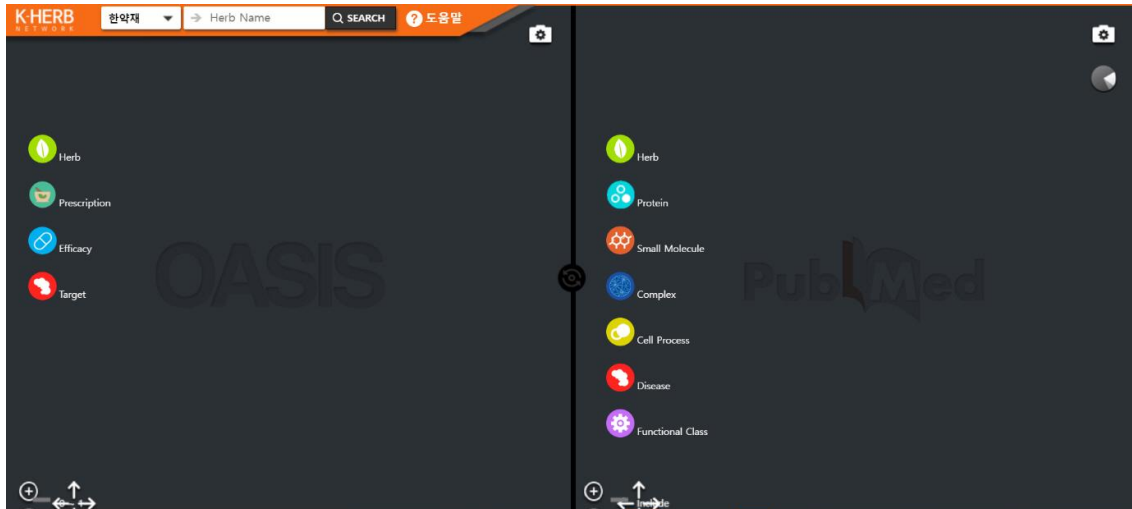 K-HERB
NETWORK
한약재
Herb Name
SEARCH
? 도움말
Herb
Prescription
Efficacy
Target
OASIS
Herb
Protein
Small Molecule
Complex
Cell Process
Disease
Functional Class
PubMed
Include